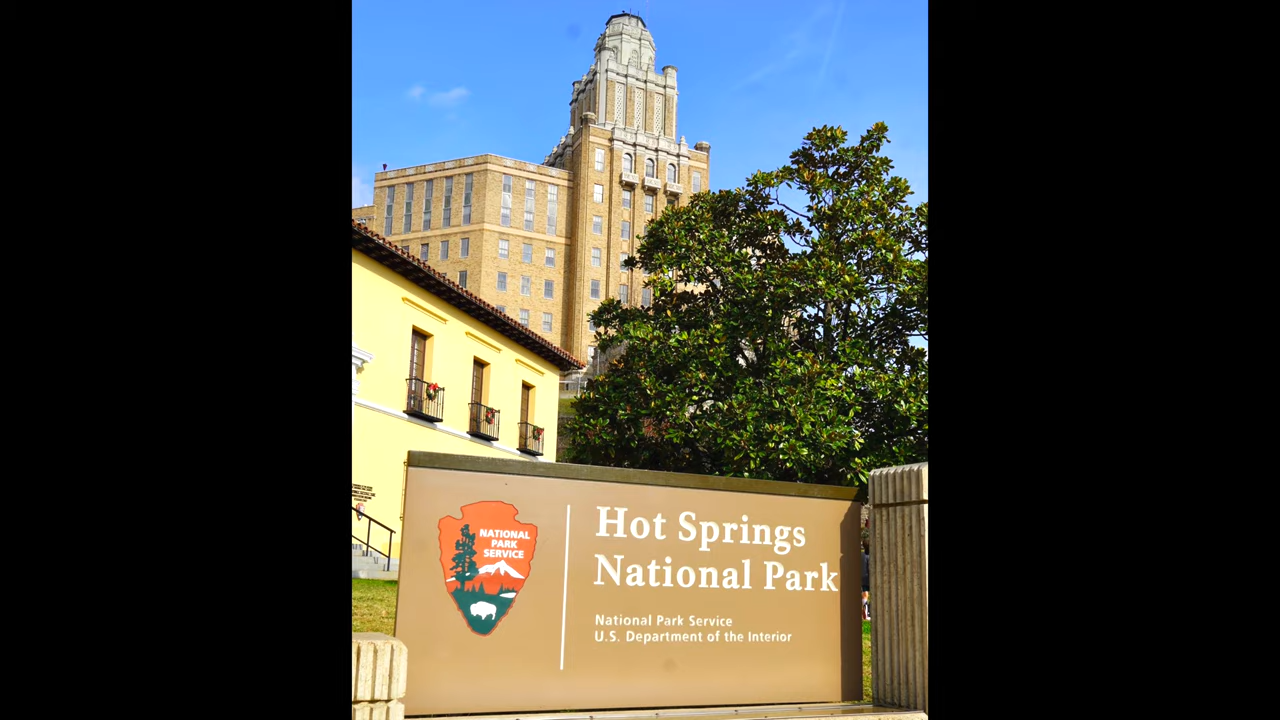 NATIONAL
PARK
SERVICE
Hot Springs
National Park
National Park Service
U.S. Department of the Interior